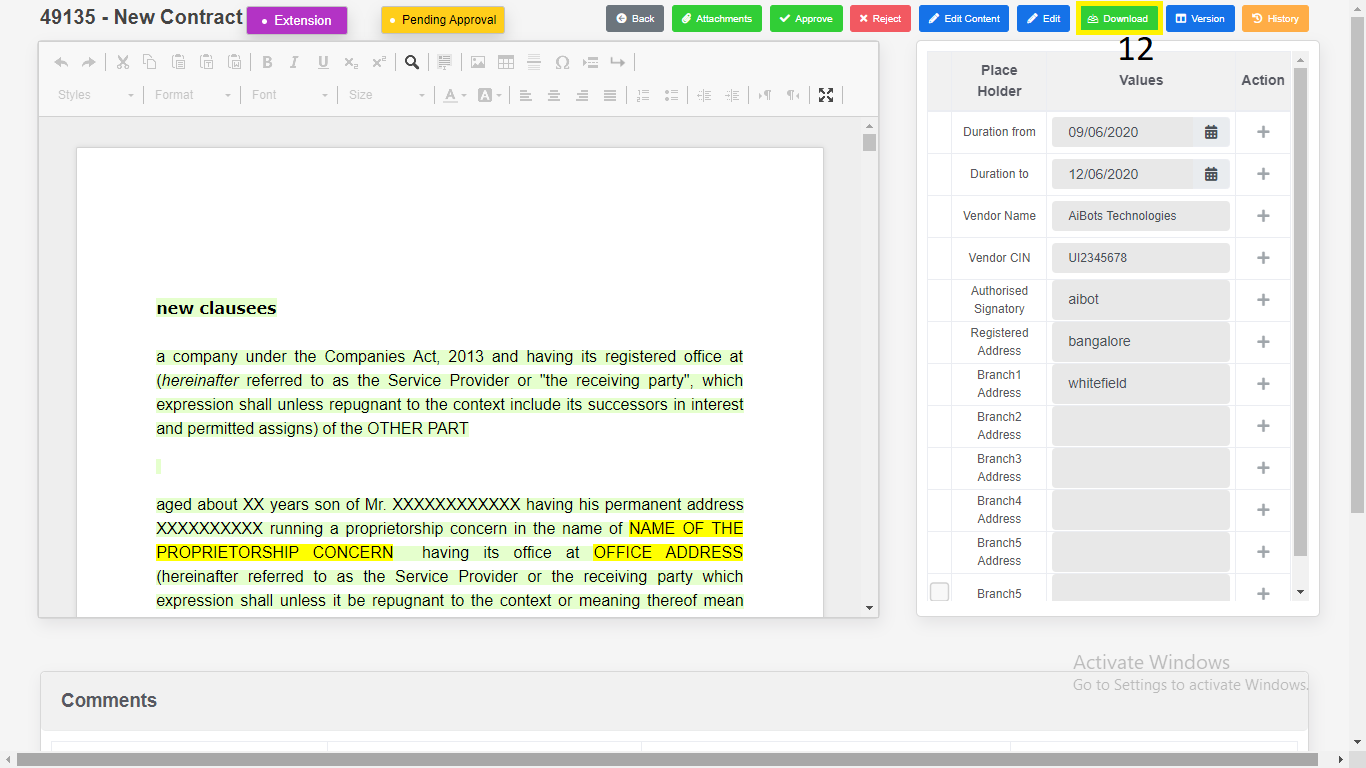 49135 - New Contract
Extension
Pending Approval
Back
Attachments
Approve
Reject
Edit Content
Edit
Download
Version
History
12
Styles
Format
Font
Size
new clausees
a company under the Companies Act, 2013 and having its registered office at
(hereinafter referred to as the Service Provider or "the receiving party", which
expression shall unless repugnant to the context include its successors in interest
and permitted assigns) of the OTHER PART
aged about XX years son of Mr. XXXXXXXXXXXX having his permanent address
XXXXXXXXXX running a proprietorship concern in the name of NAME OF THE
PROPRIETORSHIP CONCERN having its office at OFFICE ADDRESS
(hereinafter referred to as the Service Provider or the receiving party which
expression shall unless it be repugnant to the context or meaning thereof mean
Place Holder Values Action
Duration from 09/06/2020
Duration to 12/06/2020
Vendor Name AiBots Technologies
Vendor CIN UI2345678
Authorised Signatory aibot
Registered Address bangalore
Branch1 Address whitefield
Branch2 Address
Branch3 Address
Branch4 Address
Branch5 Address
Branch5
Activate Windows
Go to Settings to activate Windows.
Comments